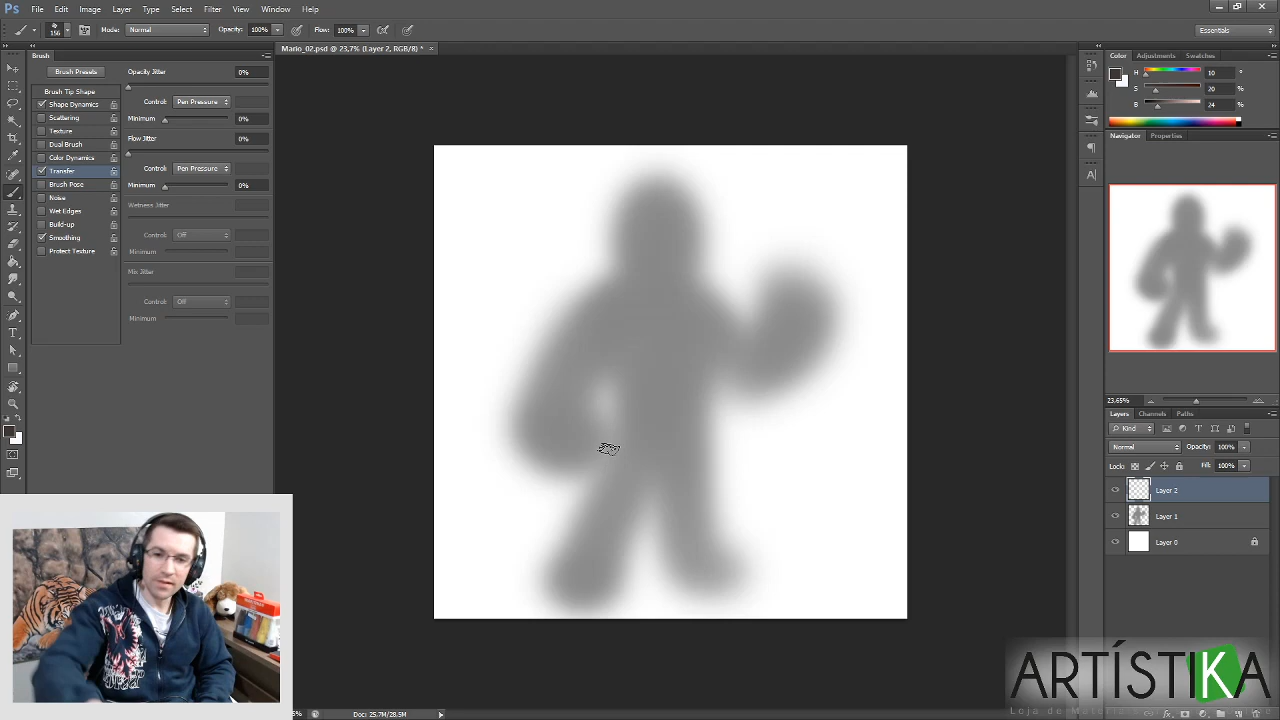 Ps File Edit Image Layer Type Select Filter View Window Help
156 Mode: Normal Opacity: 100% Flow: 100% Essentials
Mario_02.psd @ 23,7% (Layer 2, RGB/8) * ×
Brush
Brush Presets
Brush Tip Shape
Shape Dynamics
Scattering
Texture
Dual Brush
Color Dynamics
Transfer
Brush Pose
Noise
Wet Edges
Build-up
Smoothing
Protect Texture
Opacity Jitter 0%
Control: Pen Pressure
Minimum 0%
Flow Jitter 0%
Control: Pen Pressure
Minimum 0%
Wetness Jitter
Control: Off
Minimum
Mix Jitter
Control: Off
Minimum
Color Adjustments Swatches
H 10 °
S 20 %
B 24 %
Navigator Properties
23.65%
Layers Channels Paths
Kind
Normal Opacity: 100%
Lock: Fill: 100%
Layer 2
Layer 1
Layer 0
Doc: 25.7M/28.5M
ARTÍSTIKA